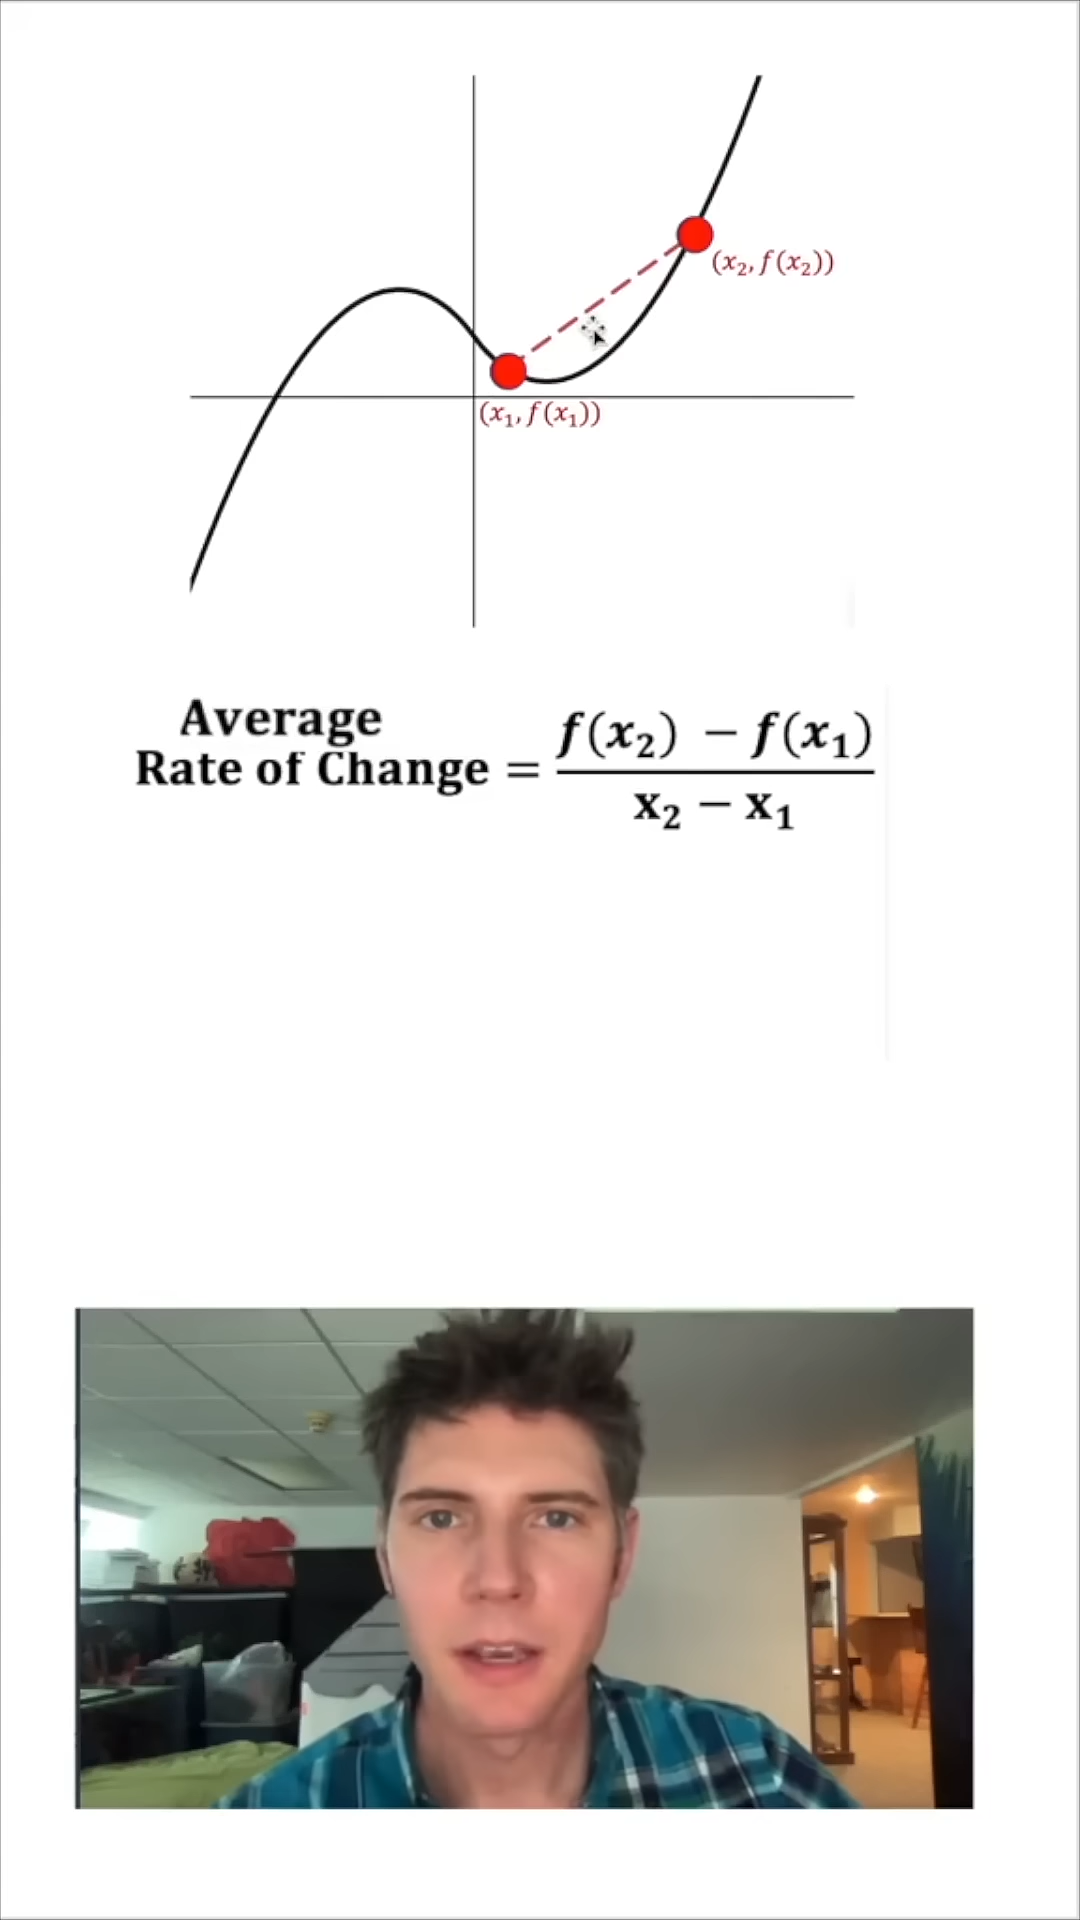 (x₂, f(x₂))
(x₁, f(x₁))
Average
Rate of Change = f(x₂) − f(x₁)
x₂ − x₁